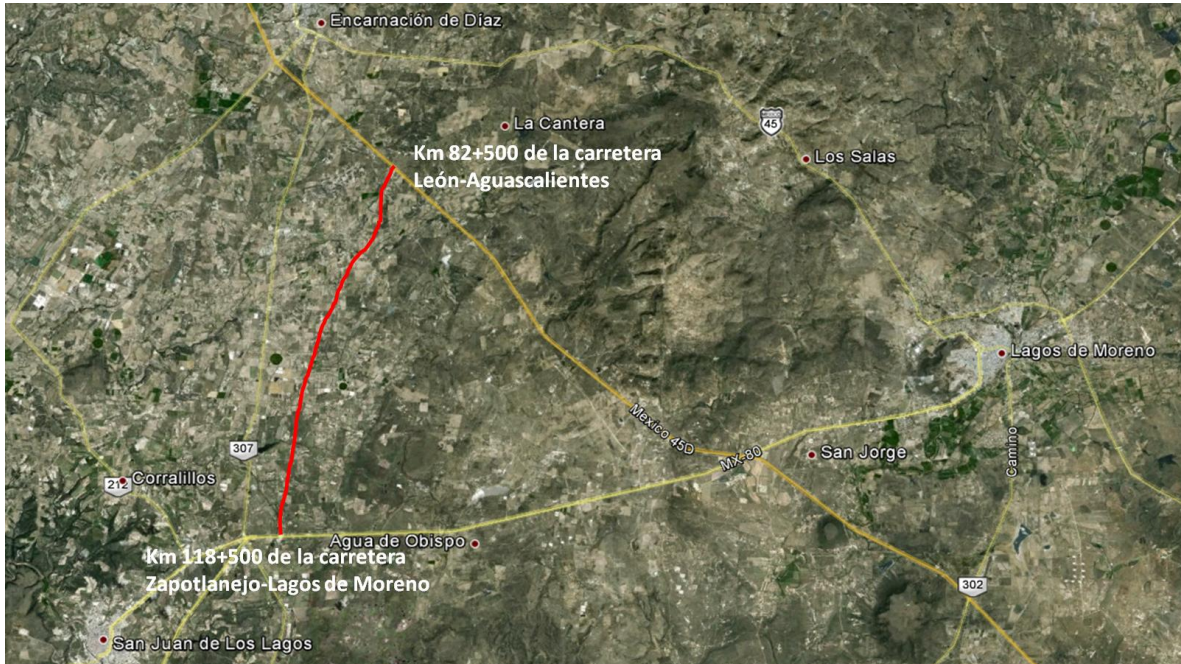 Encarnación de Díaz
La Cantera
45
Km 82+500 de la carretera
León-Aguascalientes
Los Salas
Lagos de Moreno
Mexico 45D
MX-80
San Jorge
Camino
307
Corralillos
212
Agua de Obispo
Km 118+500 de la carretera
Zapotlanejo-Lagos de Moreno
302
San Juan de Los Lagos